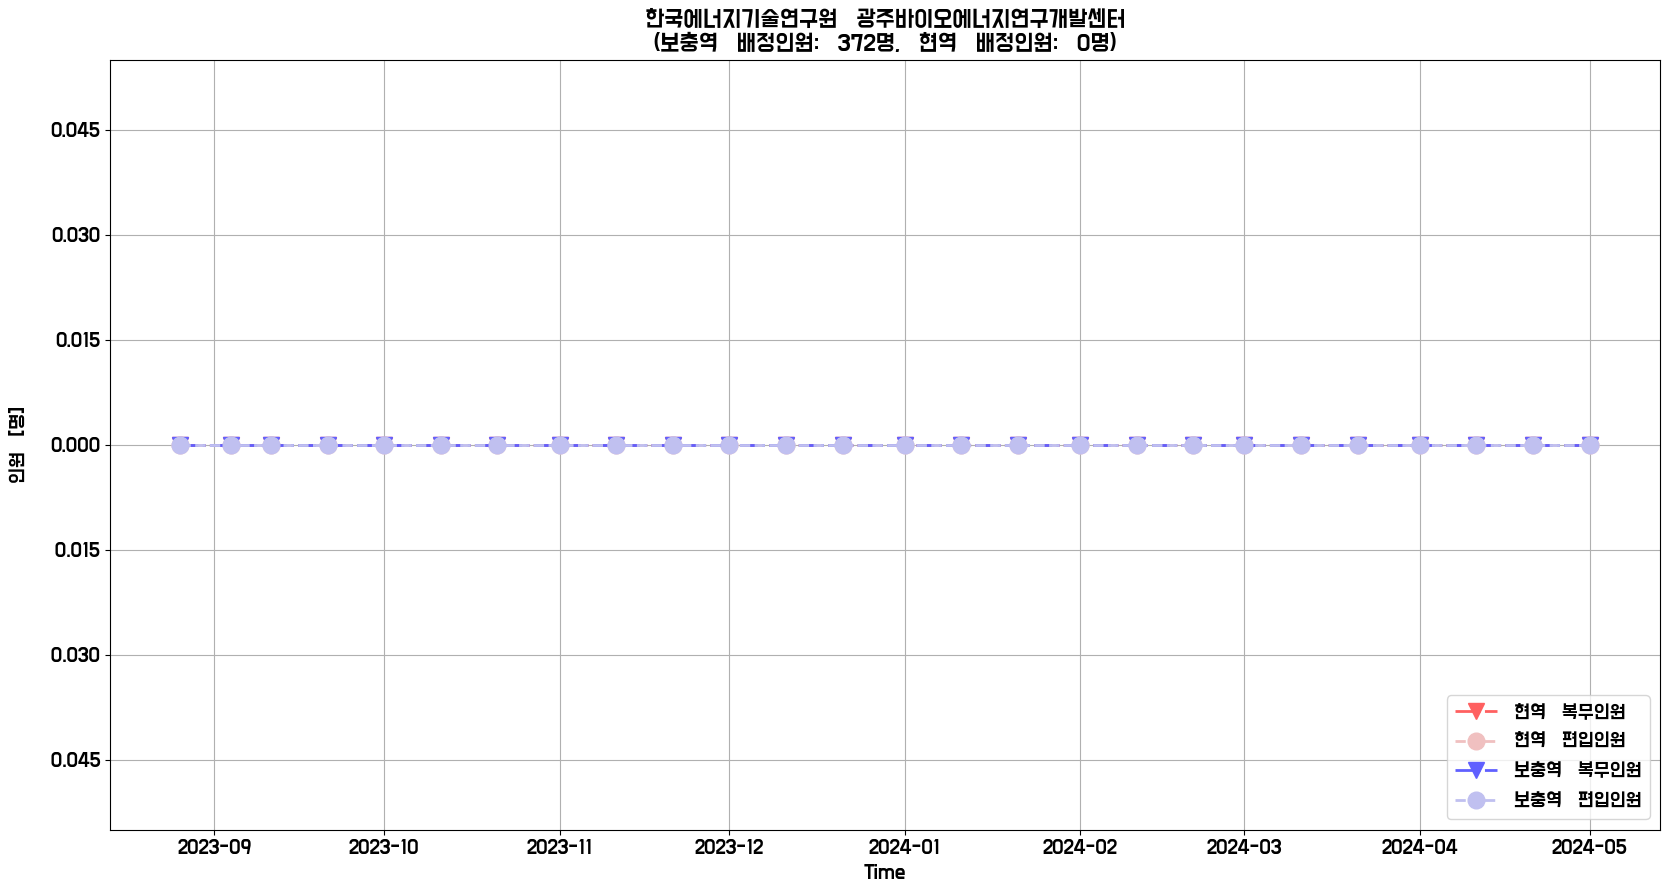 한국에너지기술연구원 광주바이오에너지연구개발센터
(보충역 배정인원: 372명, 현역 배정인원: 0명)
인원 [명]
0.045
0.030
0.015
0.000
0.015
0.030
0.045
현역 복무인원
현역 편입인원
보충역 복무인원
보충역 편입인원
2023-09 2023-10 2023-11 2023-12 2024-01 2024-02 2024-03 2024-04 2024-05
Time